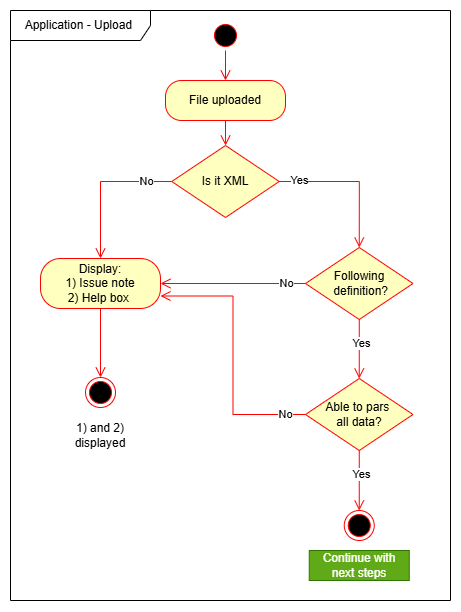 Application - Upload
File uploaded
Is it XML
No
Yes
Display:
1) Issue note
2) Help box
No
Following
definition?
Yes
1) and 2)
displayed
No
Able to pars
all data?
Yes
Continue with
next steps